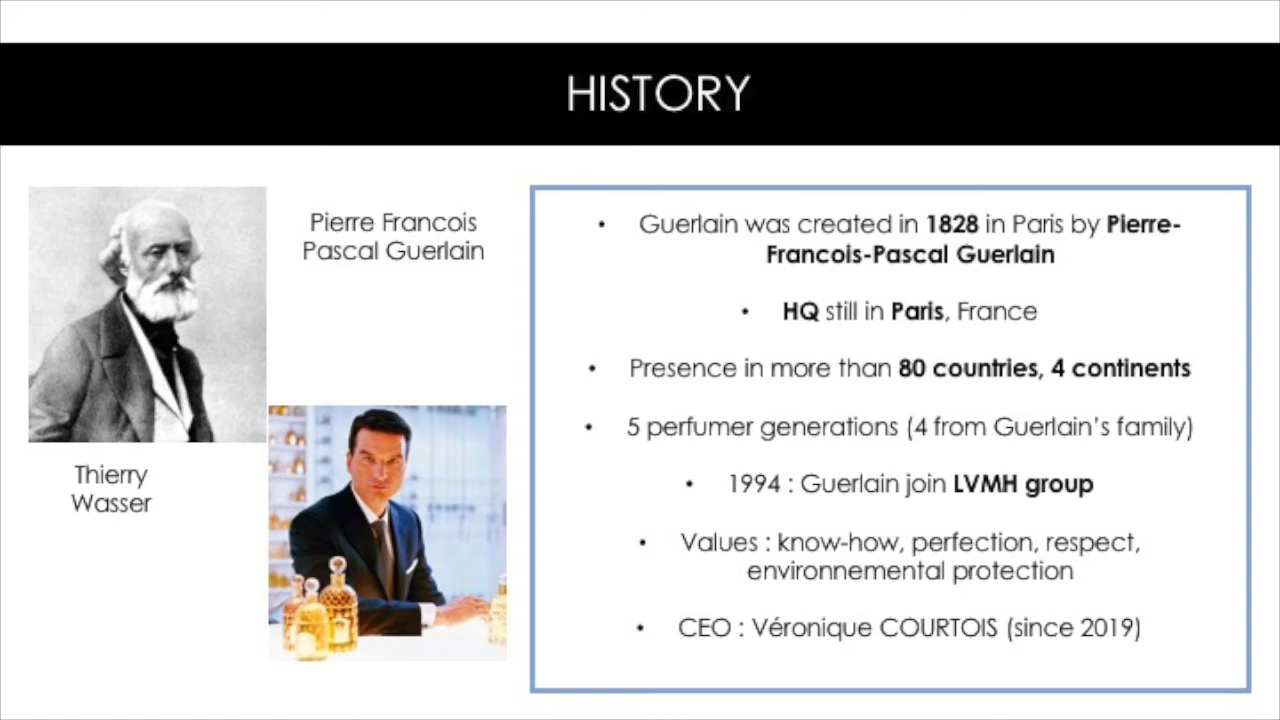 HISTORY
Pierre Francois
Pascal Guerlain
Thierry
Wasser
• Guerlain was created in 1828 in Paris by Pierre-
Francois-Pascal Guerlain
• HQ still in Paris, France
• Presence in more than 80 countries, 4 continents
• 5 perfumer generations (4 from Guerlain's family)
• 1994 : Guerlain join LVMH group
• Values : know-how, perfection, respect,
environnemental protection
• CEO : Véronique COURTOIS (since 2019)